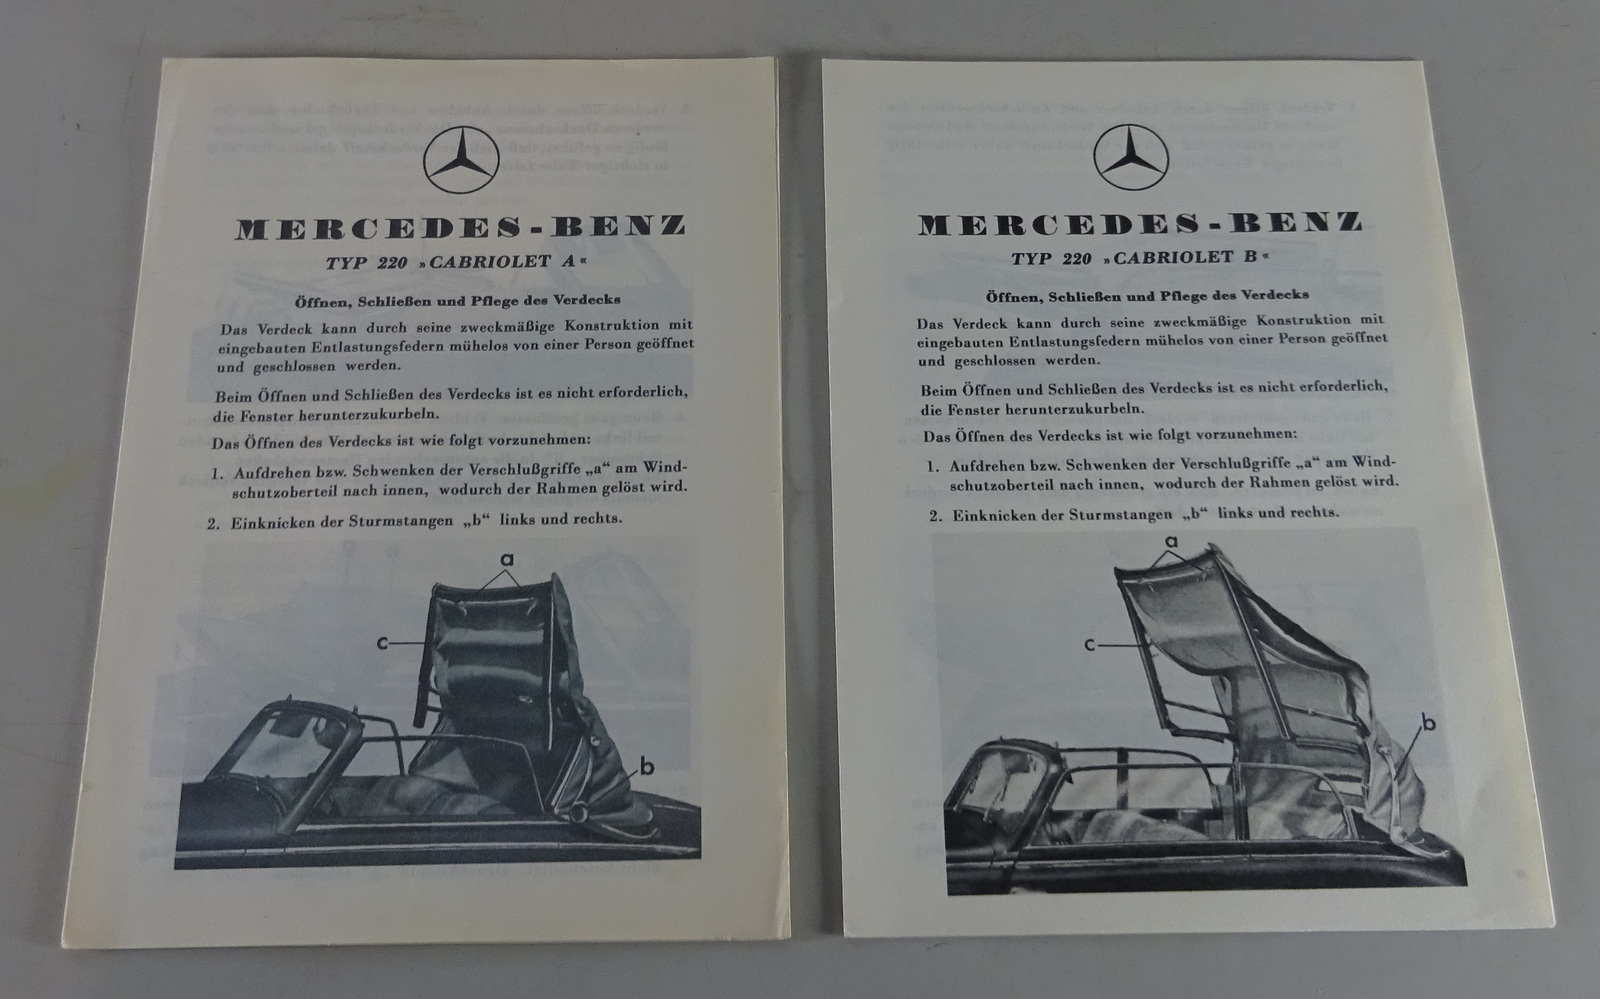 MERCEDES-BENZ
TYP 220 »CABRIOLET A«
Öffnen, Schließen und Pflege des Verdecks
Das Verdeck kann durch seine zweckmäßige Konstruktion mit
eingebauten Entlastungsfedern mühelos von einer Person geöffnet
und geschlossen werden.
Beim Öffnen und Schließen des Verdecks ist es nicht erforderlich,
die Fenster herunterzukurbeln.
Das Öffnen des Verdecks ist wie folgt vorzunehmen:
1. Aufdrehen bzw. Schwenken der Verschlußgriffe „a“ am Wind-
schutzoberteil nach innen, wodurch der Rahmen gelöst wird.
2. Einknicken der Sturmstangen „b“ links und rechts.
a
c
b
MERCEDES-BENZ
TYP 220 »CABRIOLET B«
Öffnen, Schließen und Pflege des Verdecks
Das Verdeck kann durch seine zweckmäßige Konstruktion mit
eingebauten Entlastungsfedern mühelos von einer Person geöffnet
und geschlossen werden.
Beim Öffnen und Schließen des Verdecks ist es nicht erforderlich,
die Fenster herunterzukurbeln.
Das Öffnen des Verdecks ist wie folgt vorzunehmen:
1. Aufdrehen bzw. Schwenken der Verschlußgriffe „a“ am Wind-
schutzoberteil nach innen, wodurch der Rahmen gelöst wird.
2. Einknicken der Sturmstangen „b“ links und rechts.
a
c
b